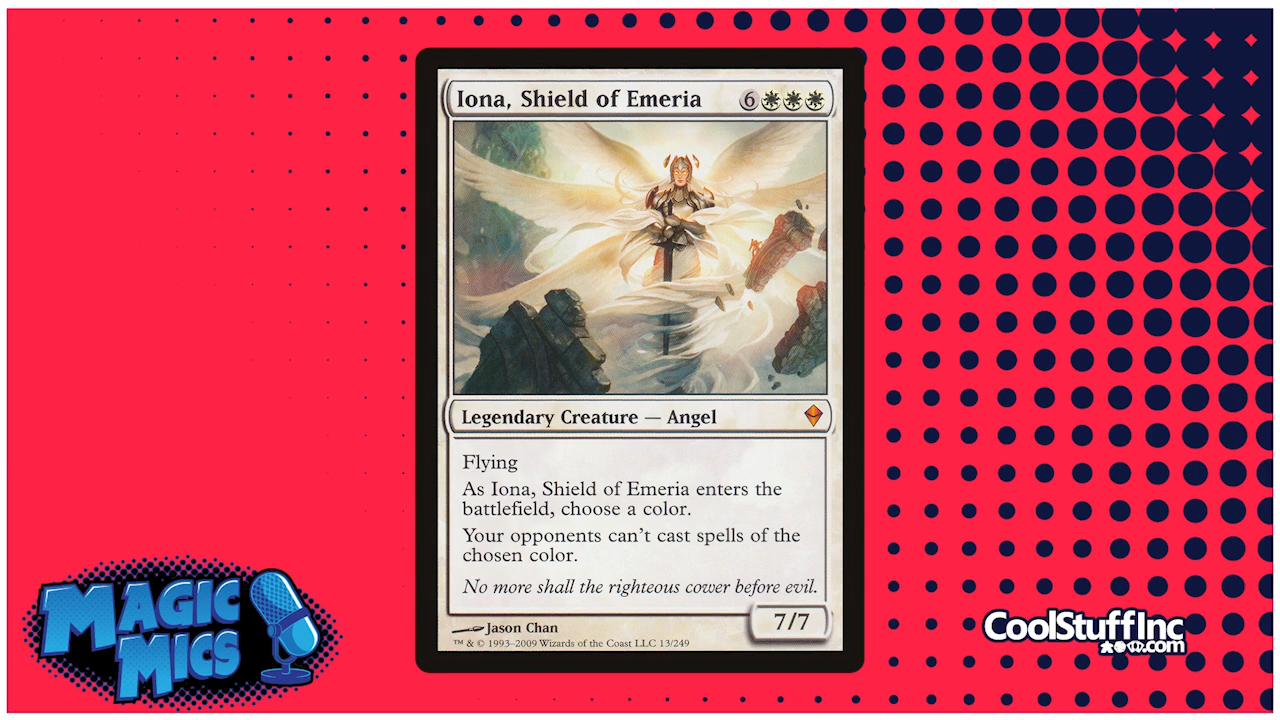 Iona, Shield of Emeria 6
Legendary Creature — Angel
Flying
As Iona, Shield of Emeria enters the
battlefield, choose a color.
Your opponents can't cast spells of the
chosen color.
No more shall the righteous cower before evil.
7/7
Jason Chan
™ & © 1993–2009 Wizards of the Coast LLC 13/249
MAGIC
MICS
CoolStuffInc
.com